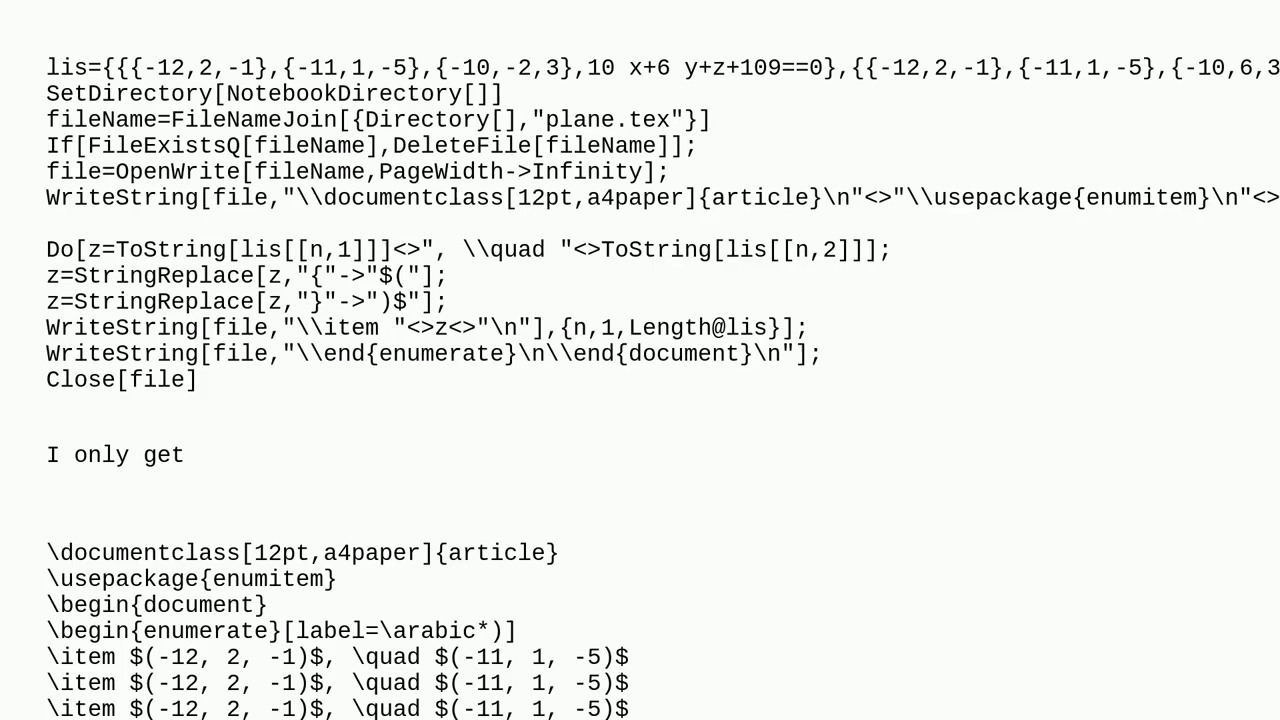 lis={{{-12,2,-1},{-11,1,-5},{-10,-2,3},10 x+6 y+z+109==0},{{-12,2,-1},{-11,1,-5},{-10,6,3
SetDirectory[NotebookDirectory[]]
fileName=FileNameJoin[{Directory[],"plane.tex"}]
If[FileExistsQ[fileName],DeleteFile[fileName]];
file=OpenWrite[fileName,PageWidth->Infinity];
WriteString[file,"\\documentclass[12pt,a4paper]{article}\n"<>"\\usepackage{enumitem}\n"<>
Do[z=ToString[lis[[n,1]]]<>", \\quad "<>ToString[lis[[n,2]]];
z=StringReplace[z,"{"->"$("];
z=StringReplace[z,"}"->")$"];
WriteString[file,"\\item "<>z<>"\n"],{n,1,Length@lis}];
WriteString[file,"\\end{enumerate}\n\\end{document}\n"];
Close[file]
I only get
\documentclass[12pt,a4paper]{article}
\usepackage{enumitem}
\begin{document}
\begin{enumerate}[label=\arabic*)]
\item $(-12, 2, -1)$, \quad $(-11, 1, -5)$
\item $(-12, 2, -1)$, \quad $(-11, 1, -5)$
\item $(-12, 2, -1)$, \quad $(-11, 1, -5)$